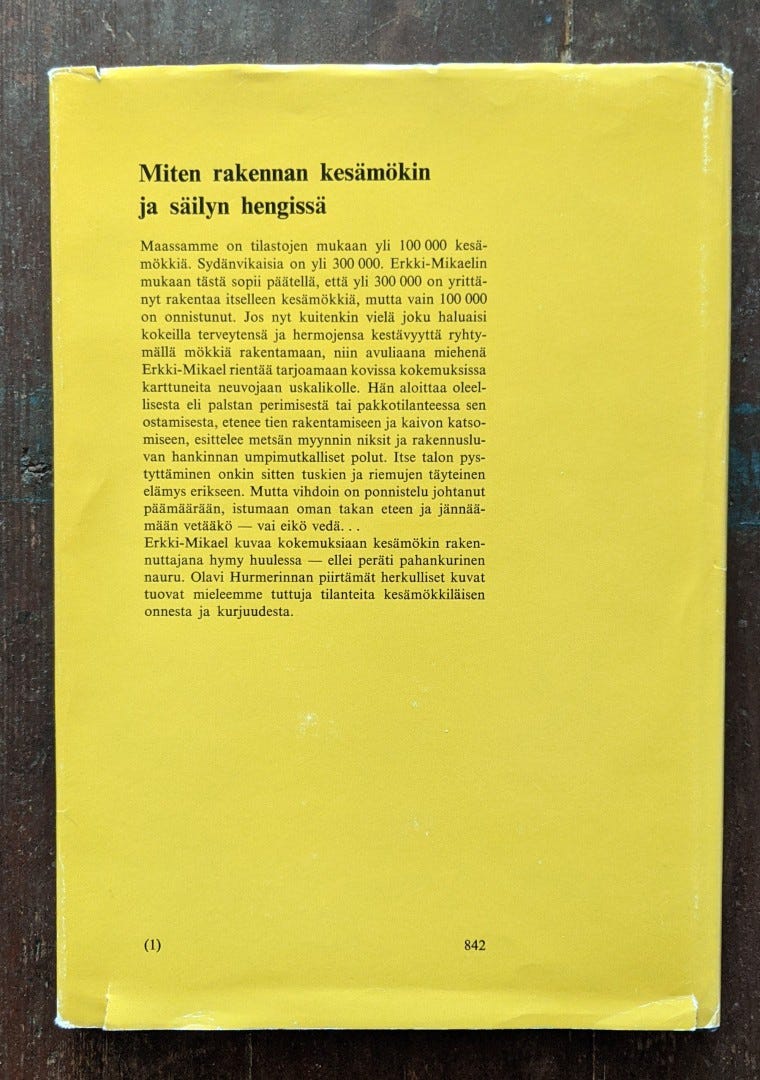 Miten rakennan kesämökin
ja säilyn hengissä
Maassamme on tilastojen mukaan yli 100 000 kesä-
mökkiä. Sydänvikaisia on yli 300 000. Erkki-Mikaelin
mukaan tästä sopii päätellä, että yli 300 000 on yrittä-
nyt rakentaa itselleen kesämökkiä, mutta vain 100 000
on onnistunut. Jos nyt kuitenkin vielä joku haluaisi
kokeilla terveytensä ja hermojensa kestävyyttä ryhty-
mällä mökkiä rakentamaan, niin avuliaana miehenä
Erkki-Mikael rientää tarjoamaan kovissa kokemuksissa
karttuneita neuvojaan uskalikolle. Hän aloittaa oleel-
lisesta eli palstan perimisestä tai pakkotilanteessa sen
ostamisesta, etenee tien rakentamiseen ja kaivon katso-
miseen, esittelee metsän myynnin niksit ja rakennuslu-
van hankinnan umpimutkalliset polut. Itse talon pys-
tyttäminen onkin sitten tuskien ja riemujen täyteinen
elämys erikseen. Mutta vihdoin on ponnistelu johtanut
päämäärään, istumaan oman takan eteen ja jännää-
mään vetääkö — vai eikö vedä. . .
Erkki-Mikael kuvaa kokemuksiaan kesämökin raken-
nuttajana hymy huulessa — ellei peräti pahankurinen
nauru. Olavi Hurmerinnan piirtämät herkulliset kuvat
tuovat mieleemme tuttuja tilanteita kesämökkiläisen
onnesta ja kurjuudesta.
(1) 842